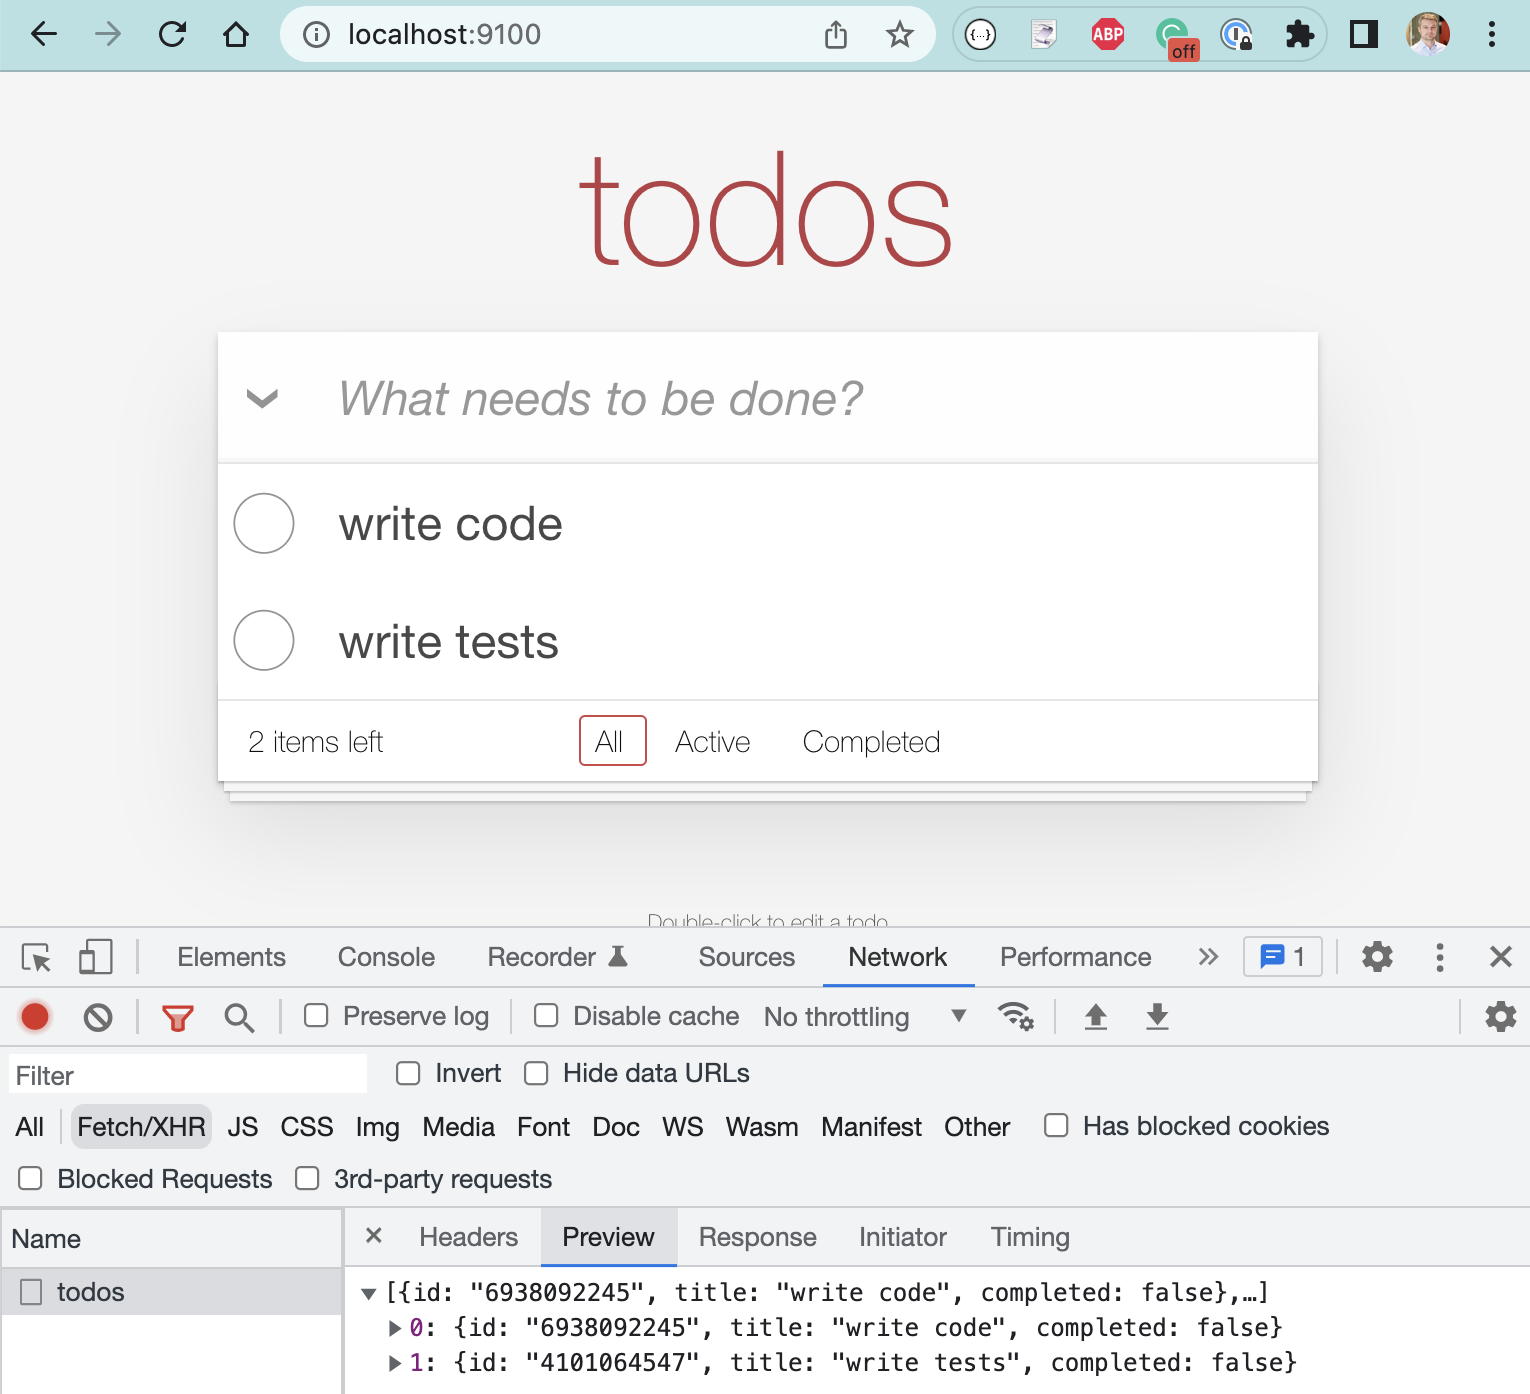 localhost:9100
{...}
ABP
off
todos
What needs to be done?
write code
write tests
2 items left All Active Completed
Double-click to edit a todo
Elements Console Recorder Sources Network Performance 1
Preserve log Disable cache No throttling
Filter Invert Hide data URLs
All Fetch/XHR JS CSS Img Media Font Doc WS Wasm Manifest Other Has blocked cookies
Blocked Requests 3rd-party requests
Name Headers Preview Response Initiator Timing
todos [{id: "6938092245", title: "write code", completed: false},…]
0: {id: "6938092245", title: "write code", completed: false}
1: {id: "4101064547", title: "write tests", completed: false}